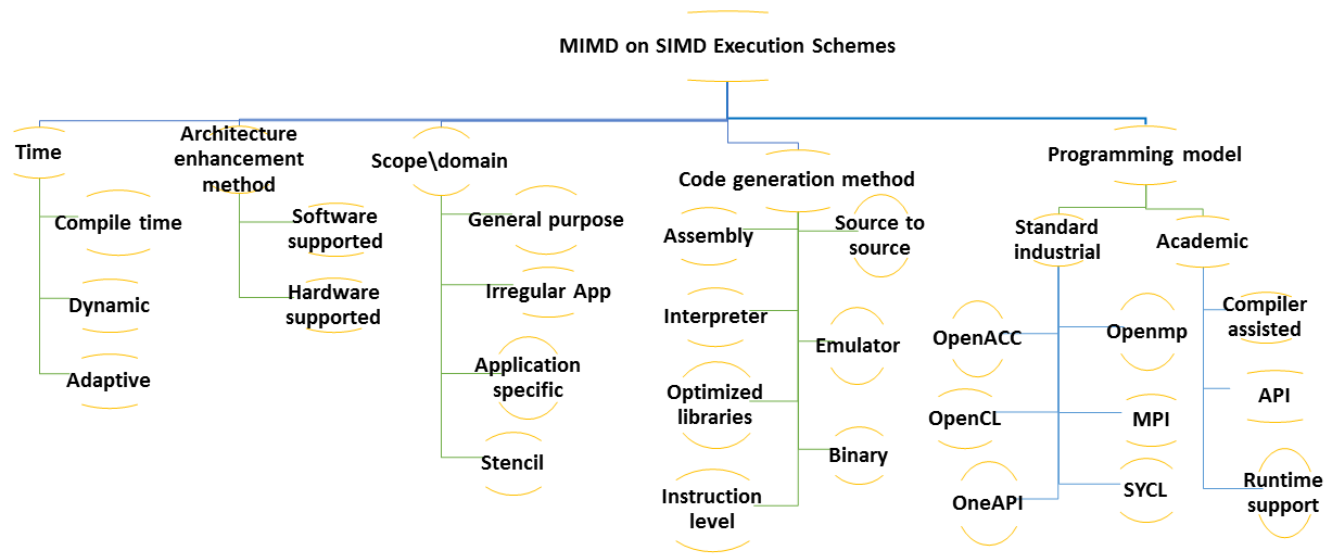 MIMD on SIMD Execution Schemes
Time
Compile time
Dynamic
Adaptive
Architecture
enhancement
method
Software
supported
Hardware
supported
Scope\domain
General purpose
Irregular App
Application
specific
Stencil
Code generation method
Assembly
Source to
source
Interpreter
Emulator
Optimized
libraries
Binary
Instruction
level
Programming model
Standard
industrial
OpenACC
Openmp
OpenCL
MPI
OneAPI
SYCL
Academic
Compiler
assisted
API
Runtime
support